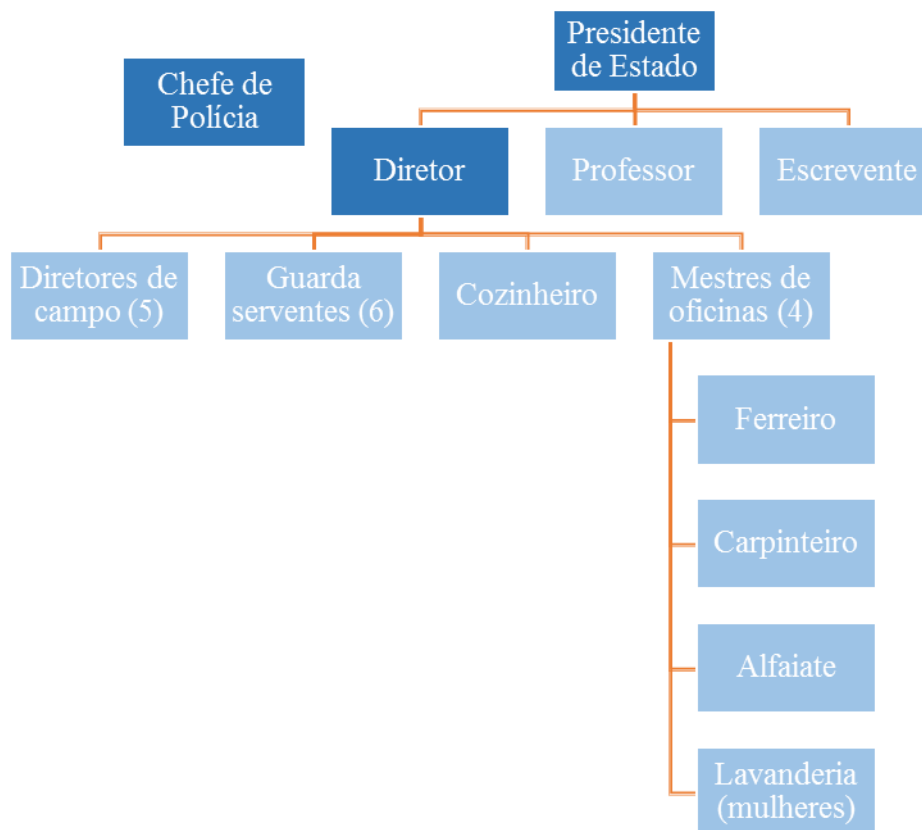 Presidente
de Estado
Chefe de
Polícia
Diretor
Professor
Escrevente
Diretores de
campo (5)
Guarda
serventes (6)
Cozinheiro
Mestres de
oficinas (4)
Ferreiro
Carpinteiro
Alfaiate
Lavanderia
(mulheres)